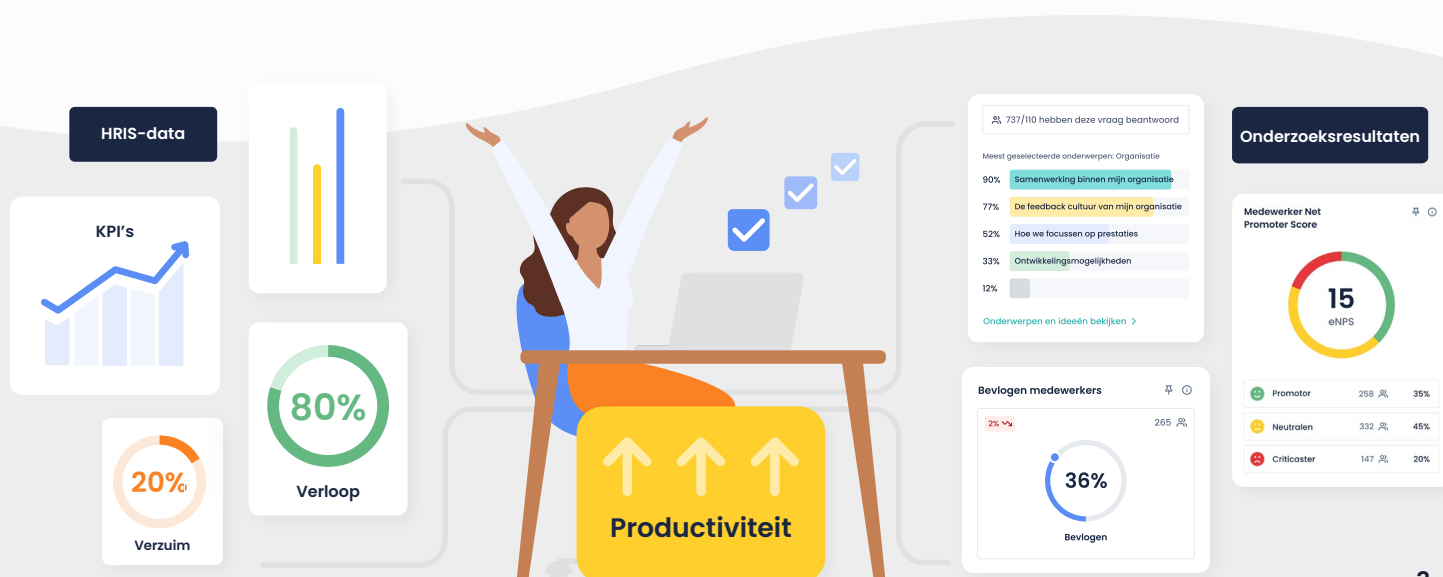 HRIS-data
KPI's
20%
Verzuim
80%
Verloop
Productiviteit
737/110 hebben deze vraag beantwoord
Meest geselecteerde onderwerpen: Organisatie
90% Samenwerking binnen mijn organisatie
77% De feedback cultuur van mijn organisatie
52% Hoe we focussen op prestaties
33% Ontwikkelingsmogelijkheden
12%
Onderwerpen en ideeën bekijken
Bevlogen medewerkers
2% 265
36%
Bevlogen
Onderzoeksresultaten
Medewerker Net
Promoter Score
15
eNPS
Promotor 258 35%
Neutralen 332 45%
Criticaster 147 20%